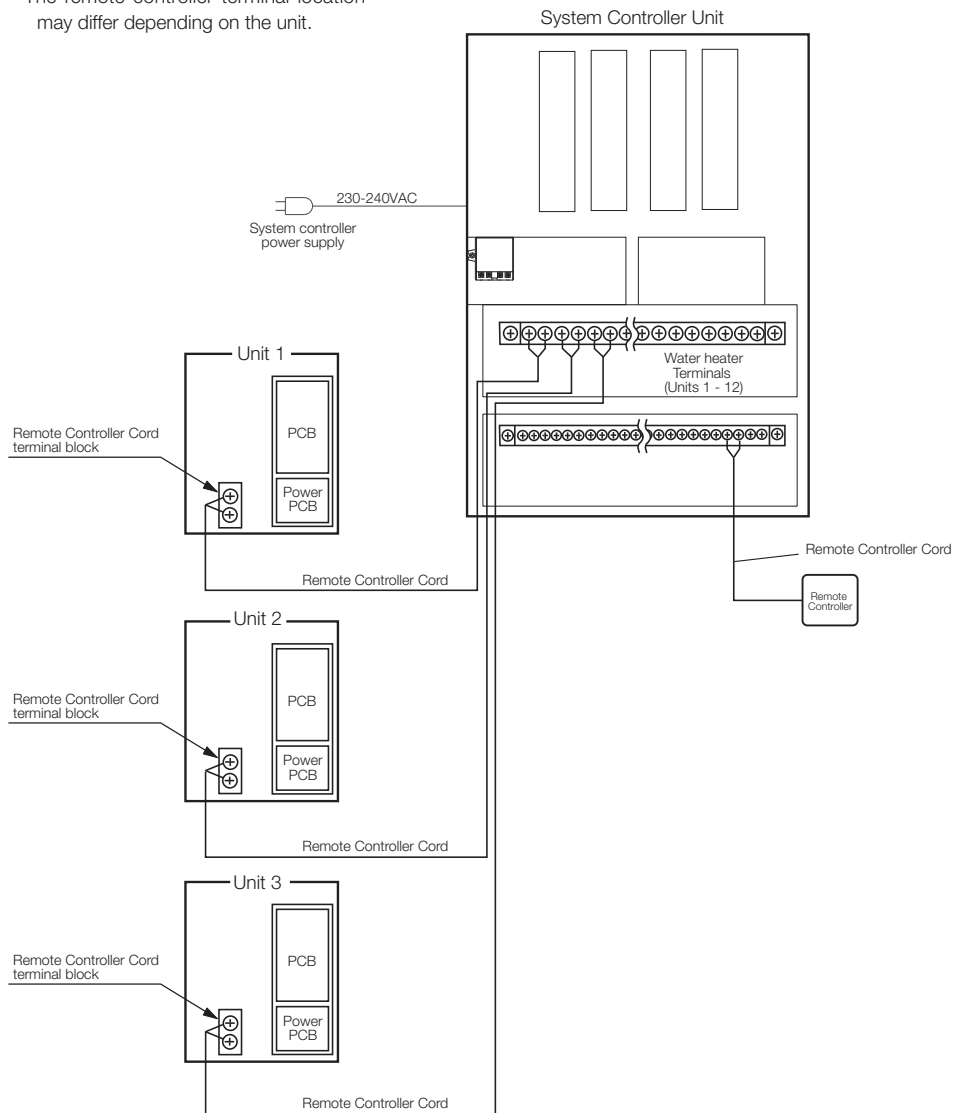 The remote controller terminal location
may differ depending on the unit.
System Controller Unit
230-240VAC
System controller
power supply
Water heater
Terminals
(Units 1 - 12)
Unit 1
Remote Controller Cord
terminal block
PCB
Power
PCB
Remote Controller Cord
Remote Controller Cord
Remote
Controller
Unit 2
Remote Controller Cord
terminal block
PCB
Power
PCB
Remote Controller Cord
Unit 3
Remote Controller Cord
terminal block
PCB
Power
PCB
Remote Controller Cord